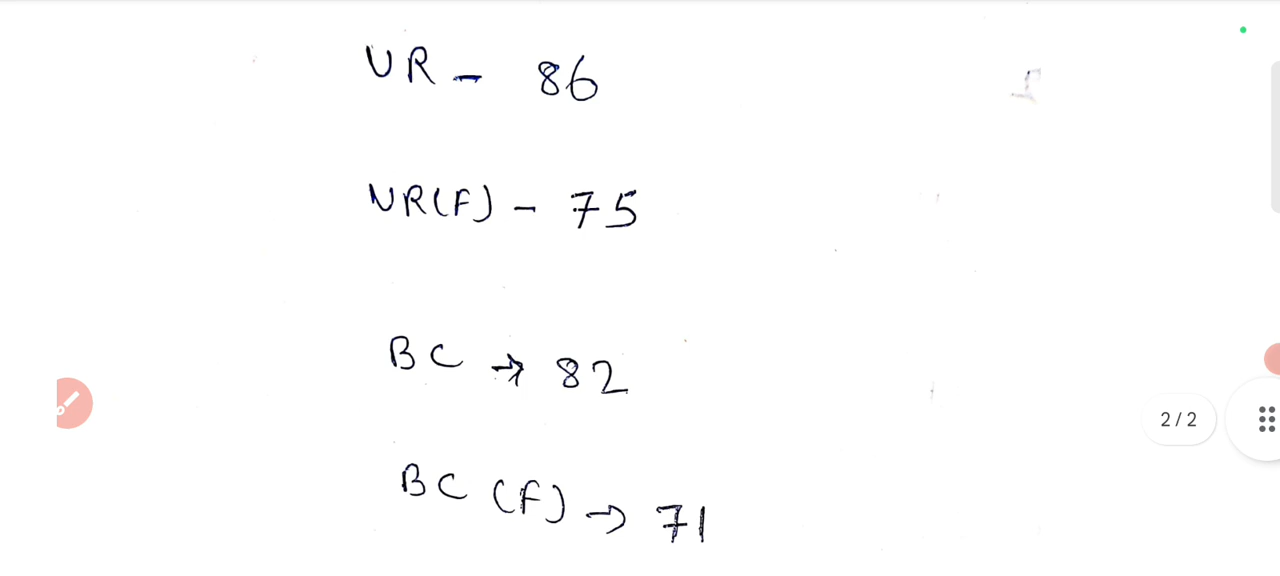 UR - 86
UR(F) - 75
BC → 82
2/2
BC (F) → 71